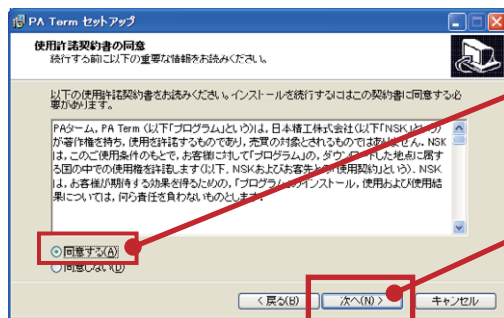 PA Term セットアップ
使用許諾契約書の同意
続行する前に以下の重要な情報をお読みください。
以下の使用許諾契約書をお読みください。インストールを続行するにはこの契約書に同意する必
要があります。
PAターム, PA Term (以下「プログラム」という)は, 日本精工株式会社(以下「NSK」という)
が著作権を持ち, 使用を許諾するものであり, 売買の対象とされるものではありません。NSK
は, このご使用条件のもとで, お客様に対して「プログラム」の, ダウンロードした地点に属す
る国の中での使用権を許諾します(以下, NSKおよびお客先との「使用契約」という)。NSK
は, お客様が期待する効果を得るための, 「プログラム」のインストール, 使用および使用結
果については, 何ら責任を負わないものとします。
同意する(A)
同意しない(D)
< 戻る(B)
次へ(N) >
キャンセル